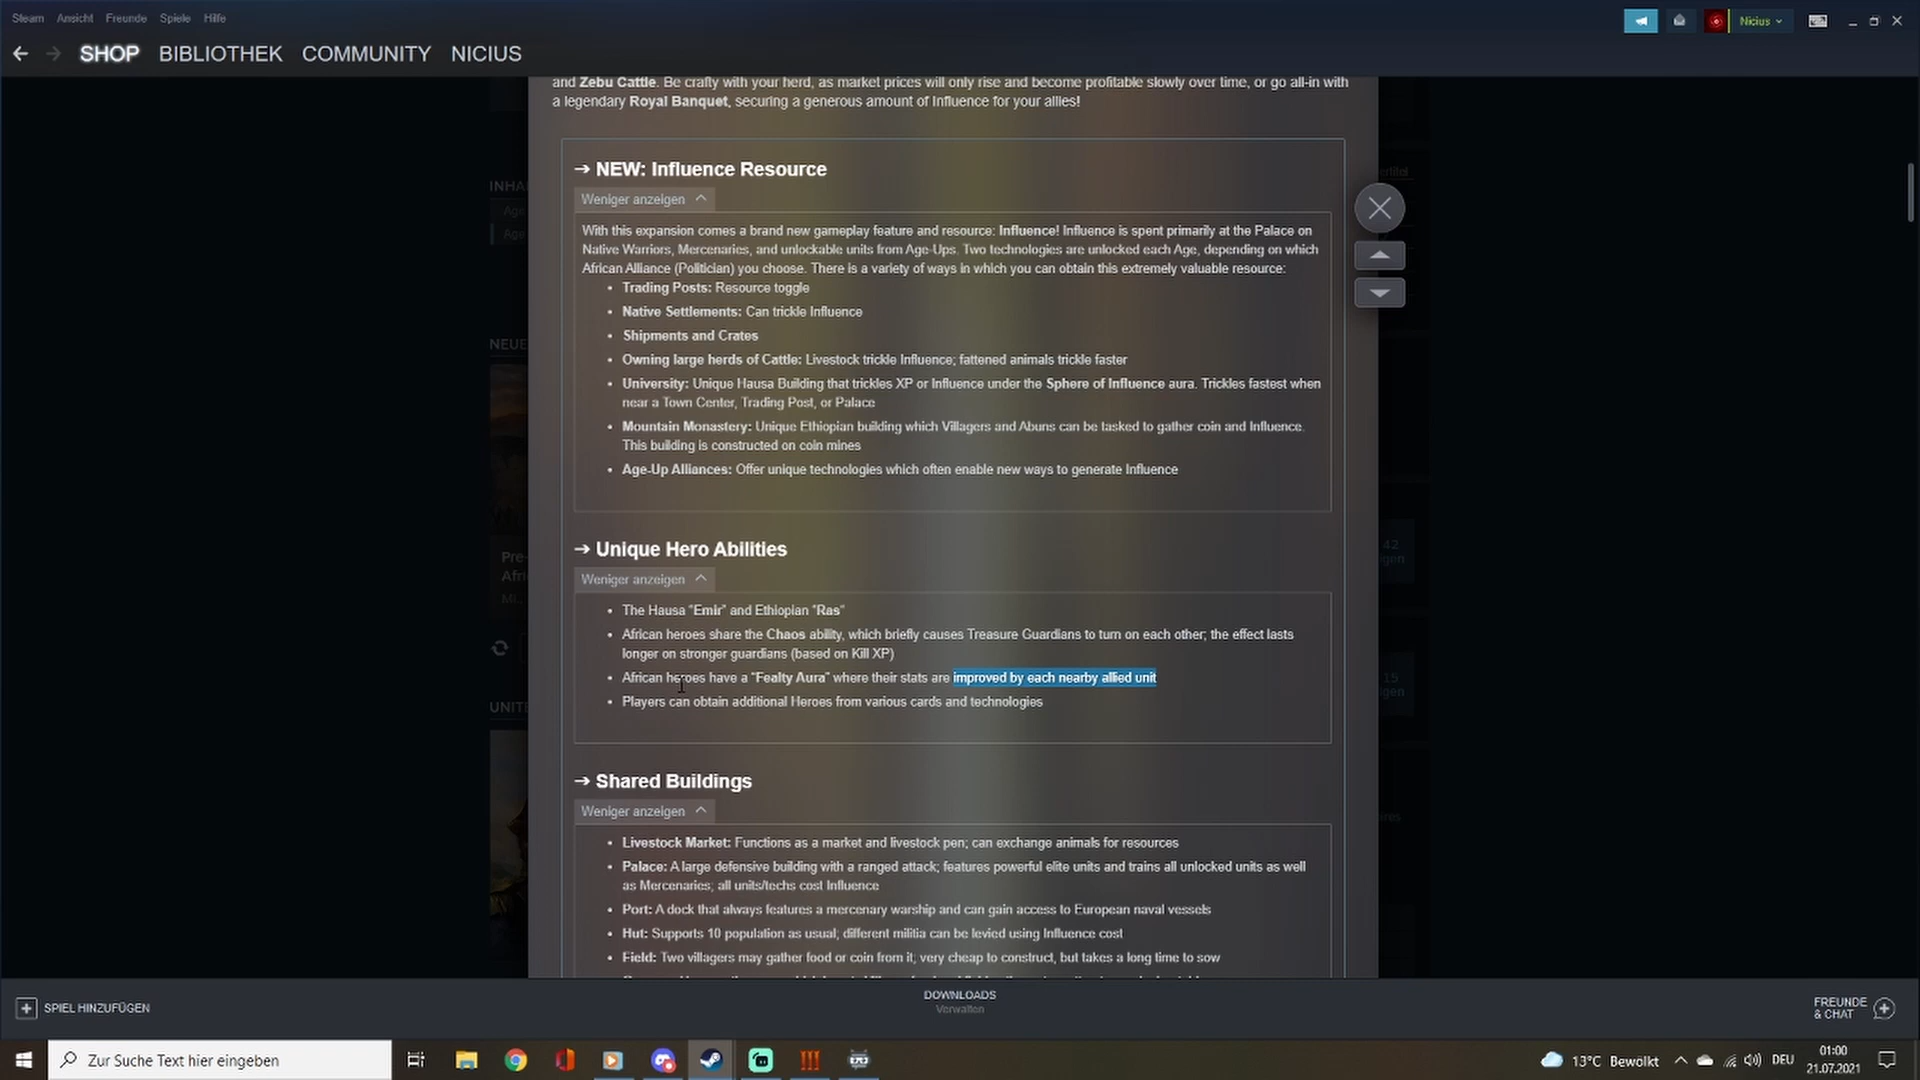 Steam Ansicht Freunde Spiele Hilfe
Nicius
SHOP BIBLIOTHEK COMMUNITY NICIUS
and Zebu Cattle. Be crafty with your herd, as market prices will only rise and become profitable slowly over time, or go all-in with
a legendary Royal Banquet, securing a generous amount of Influence for your allies!
➔ NEW: Influence Resource
Weniger anzeigen
With this expansion comes a brand new gameplay feature and resource: Influence! Influence is spent primarily at the Palace on
Native Warriors, Mercenaries, and unlockable units from Age-Ups. Two technologies are unlocked each Age, depending on which
African Alliance (Politician) you choose. There is a variety of ways in which you can obtain this extremely valuable resource:
• Trading Posts: Resource toggle
• Native Settlements: Can trickle Influence
• Shipments and Crates
• Owning large herds of Cattle: Livestock trickle Influence; fattened animals trickle faster
• University: Unique Hausa Building that trickles XP or Influence under the Sphere of Influence aura. Trickles fastest when
near a Town Center, Trading Post, or Palace
• Mountain Monastery: Unique Ethiopian building which Villagers and Abuns can be tasked to gather coin and Influence.
This building is constructed on coin mines
• Age-Up Alliances: Offer unique technologies which often enable new ways to generate Influence
➔ Unique Hero Abilities
Weniger anzeigen
• The Hausa "Emir" and Ethiopian "Ras"
• African heroes share the Chaos ability, which briefly causes Treasure Guardians to turn on each other; the effect lasts
longer on stronger guardians (based on Kill XP)
• African heroes have a "Fealty Aura" where their stats are improved by each nearby allied unit
• Players can obtain additional Heroes from various cards and technologies
➔ Shared Buildings
Weniger anzeigen
• Livestock Market: Functions as a market and livestock pen; can exchange animals for resources
• Palace: A large defensive building with a ranged attack; features powerful elite units and trains all unlocked units as well
as Mercenaries; all units/techs cost Influence
• Port: A dock that always features a mercenary warship and can gain access to European naval vessels
• Hut: Supports 10 population as usual; different militia can be levied using Influence cost
• Field: Two villagers may gather food or coin from it; very cheap to construct, but takes a long time to sow
INHA
Age
Age
NEUE
Pre-
Afri
UNITE
42
15
SPIEL HINZUFÜGEN
DOWNLOADS
Verwalten
FREUNDE
& CHAT
Zur Suche Text hier eingeben
13°C Bewölkt
DEU
01:00
21.07.2021